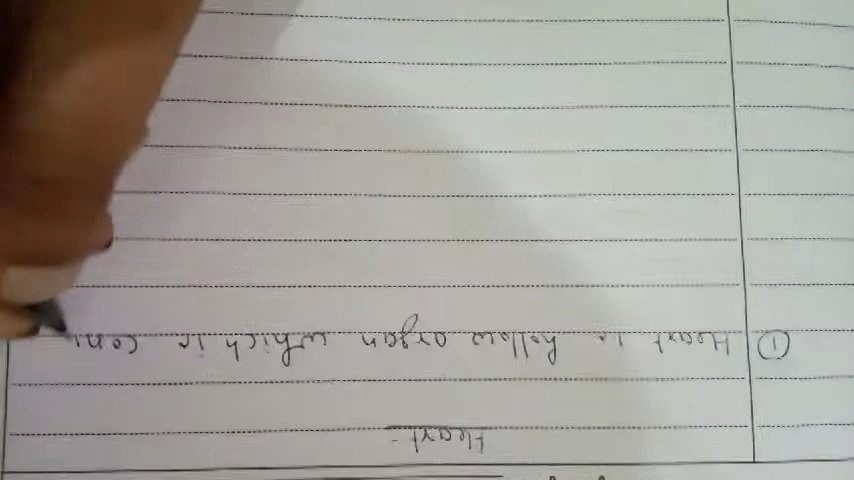 Heart -
① Heart is hollow organ which is con